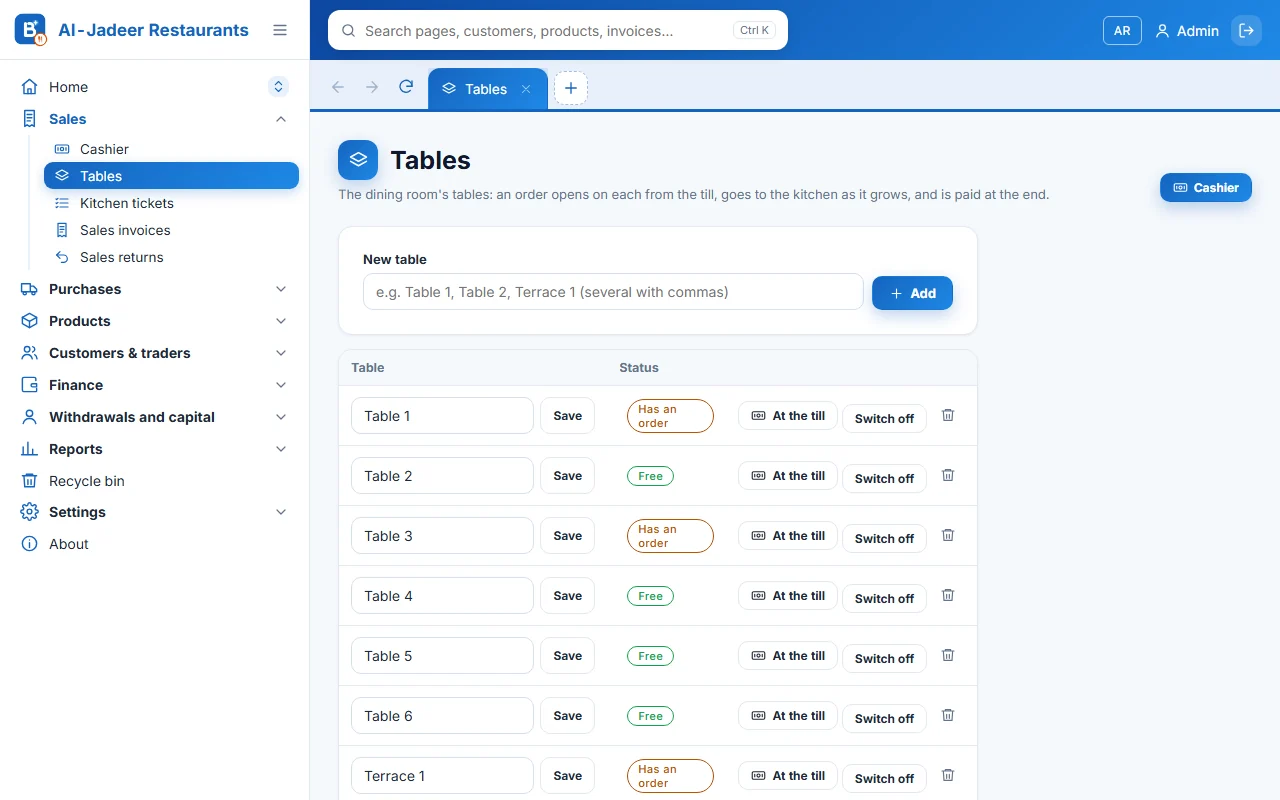 Al-Jadeer Restaurants
Search pages, customers, products, invoices...
Ctrl K
AR
Admin
Home
Sales
Cashier
Tables
Kitchen tickets
Sales invoices
Sales returns
Purchases
Products
Customers & traders
Finance
Withdrawals and capital
Reports
Recycle bin
Settings
About
Tables
Tables
The dining room's tables: an order opens on each from the till, goes to the kitchen as it grows, and is paid at the end.
Cashier
New table
e.g. Table 1, Table 2, Terrace 1 (several with commas)
Add
Table Status
Table 1 Save Has an order At the till Switch off
Table 2 Save Free At the till Switch off
Table 3 Save Has an order At the till Switch off
Table 4 Save Free At the till Switch off
Table 5 Save Free At the till Switch off
Table 6 Save Free At the till Switch off
Terrace 1 Save Has an order At the till Switch off